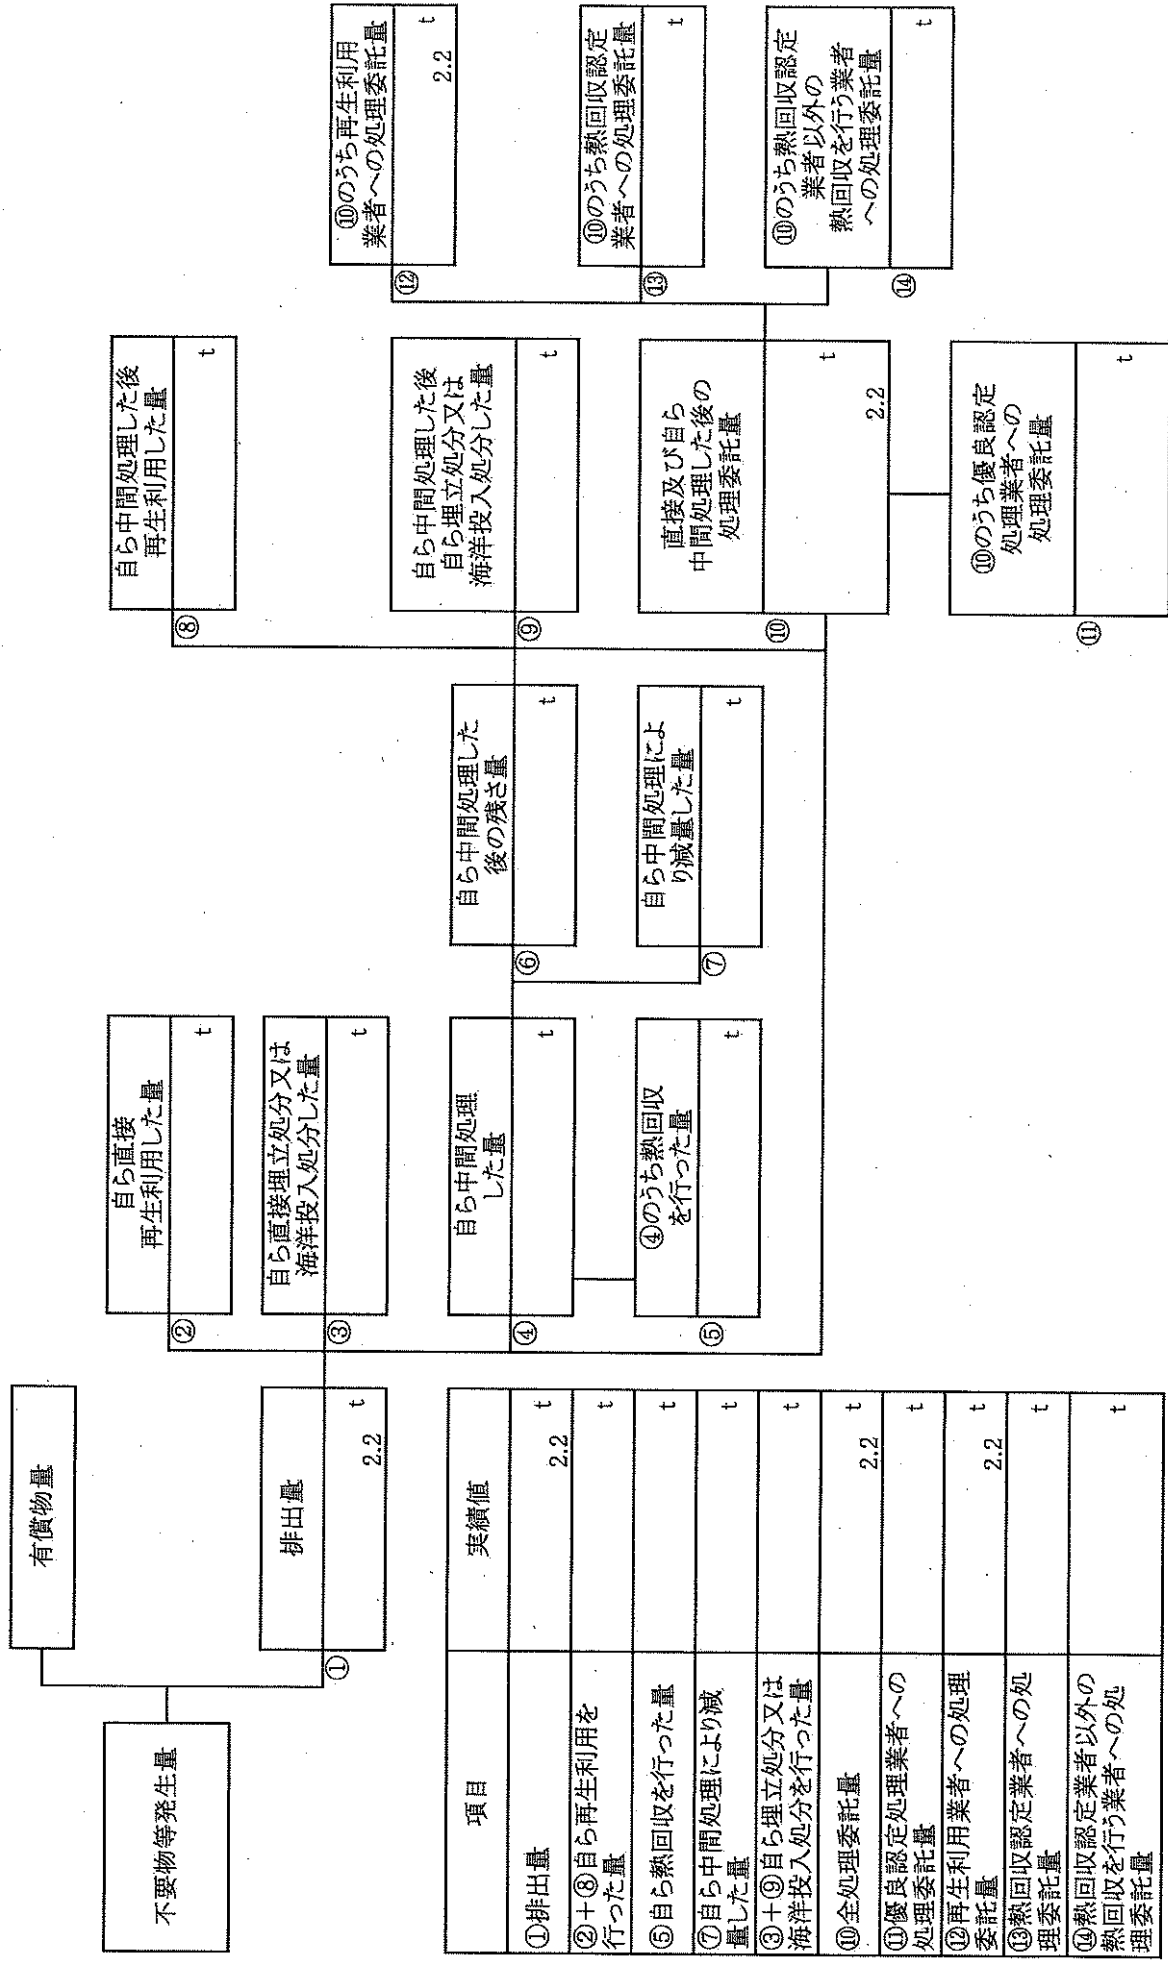 不要物等発生量
有償物量
①
排出量
2.2 t
②
自ら直接
再生利用した量
t
③
自ら直接埋立処分又は
海洋投入処分した量
t
④
自ら中間処理
した量
t
⑤
④のうち熱回収
を行った量
t
⑥
自ら中間処理した
後の残さ量
t
⑦
自ら中間処理によ
り減量した量
t
⑧
自ら中間処理した後
再生利用した量
t
⑨
自ら中間処理した後
自ら埋立処分又は
海洋投入処分した量
t
⑩
直接及び自ら
中間処理した後の
処理委託量
2.2 t
⑪
⑩のうち優良認定
処理業者への
処理委託量
t
⑫
⑩のうち再生利用
業者への処理委託量
2.2 t
⑬
⑩のうち熱回収認定
業者への処理委託量
t
⑭
⑩のうち熱回収認定
業者以外の
熱回収を行う業者
への処理委託量
t
項目 実績値
①排出量 2.2 t
②+⑧自ら再生利用を
行った量 t
⑤自ら熱回収を行った量 t
⑦自ら中間処理により減
量した量 t
③+⑨自ら埋立処分又は
海洋投入処分を行った量 t
⑩全処理委託量 2.2 t
⑪優良認定処理業者への
処理委託量 t
⑫再生利用業者への処理
委託量 2.2 t
⑬熱回収認定業者への処
理委託量 t
⑭熱回収認定業者以外の
熱回収を行う業者への処
理委託量 t